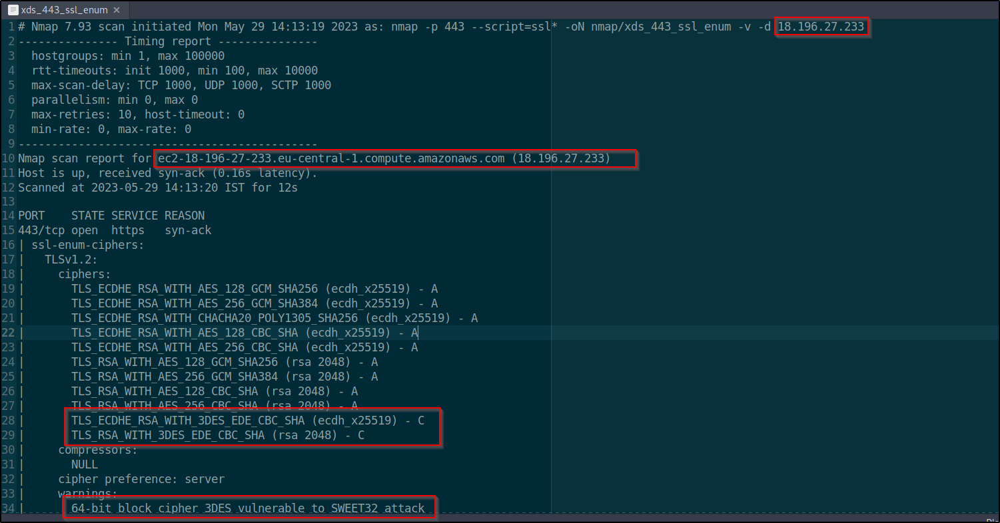 xds_443_ssl_enum ×
1 # Nmap 7.93 scan initiated Mon May 29 14:13:19 2023 as: nmap -p 443 --script=ssl* -oN nmap/xds_443_ssl_enum -v -d 18.196.27.233
2 --------------- Timing report ---------------
3   hostgroups: min 1, max 100000
4   rtt-timeouts: init 1000, min 100, max 10000
5   max-scan-delay: TCP 1000, UDP 1000, SCTP 1000
6   parallelism: min 0, max 0
7   max-retries: 10, host-timeout: 0
8   min-rate: 0, max-rate: 0
9 ---------------------------------------------
10 Nmap scan report for ec2-18-196-27-233.eu-central-1.compute.amazonaws.com (18.196.27.233)
11 Host is up, received syn-ack (0.16s latency).
12 Scanned at 2023-05-29 14:13:20 IST for 12s
13
14 PORT    STATE SERVICE REASON
15 443/tcp open  https   syn-ack
16 | ssl-enum-ciphers:
17 |   TLSv1.2:
18 |     ciphers:
19 |       TLS_ECDHE_RSA_WITH_AES_128_GCM_SHA256 (ecdh_x25519) - A
20 |       TLS_ECDHE_RSA_WITH_AES_256_GCM_SHA384 (ecdh_x25519) - A
21 |       TLS_ECDHE_RSA_WITH_CHACHA20_POLY1305_SHA256 (ecdh_x25519) - A
22 |       TLS_ECDHE_RSA_WITH_AES_128_CBC_SHA (ecdh_x25519) - A
23 |       TLS_ECDHE_RSA_WITH_AES_256_CBC_SHA (ecdh_x25519) - A
24 |       TLS_RSA_WITH_AES_128_GCM_SHA256 (rsa 2048) - A
25 |       TLS_RSA_WITH_AES_256_GCM_SHA384 (rsa 2048) - A
26 |       TLS_RSA_WITH_AES_128_CBC_SHA (rsa 2048) - A
27 |       TLS_RSA_WITH_AES_256_CBC_SHA (rsa 2048) - A
28 |       TLS_ECDHE_RSA_WITH_3DES_EDE_CBC_SHA (ecdh_x25519) - C
29 |       TLS_RSA_WITH_3DES_EDE_CBC_SHA (rsa 2048) - C
30 |     compressors:
31 |       NULL
32 |     cipher preference: server
33 |     warnings:
34 |       64-bit block cipher 3DES vulnerable to SWEET32 attack